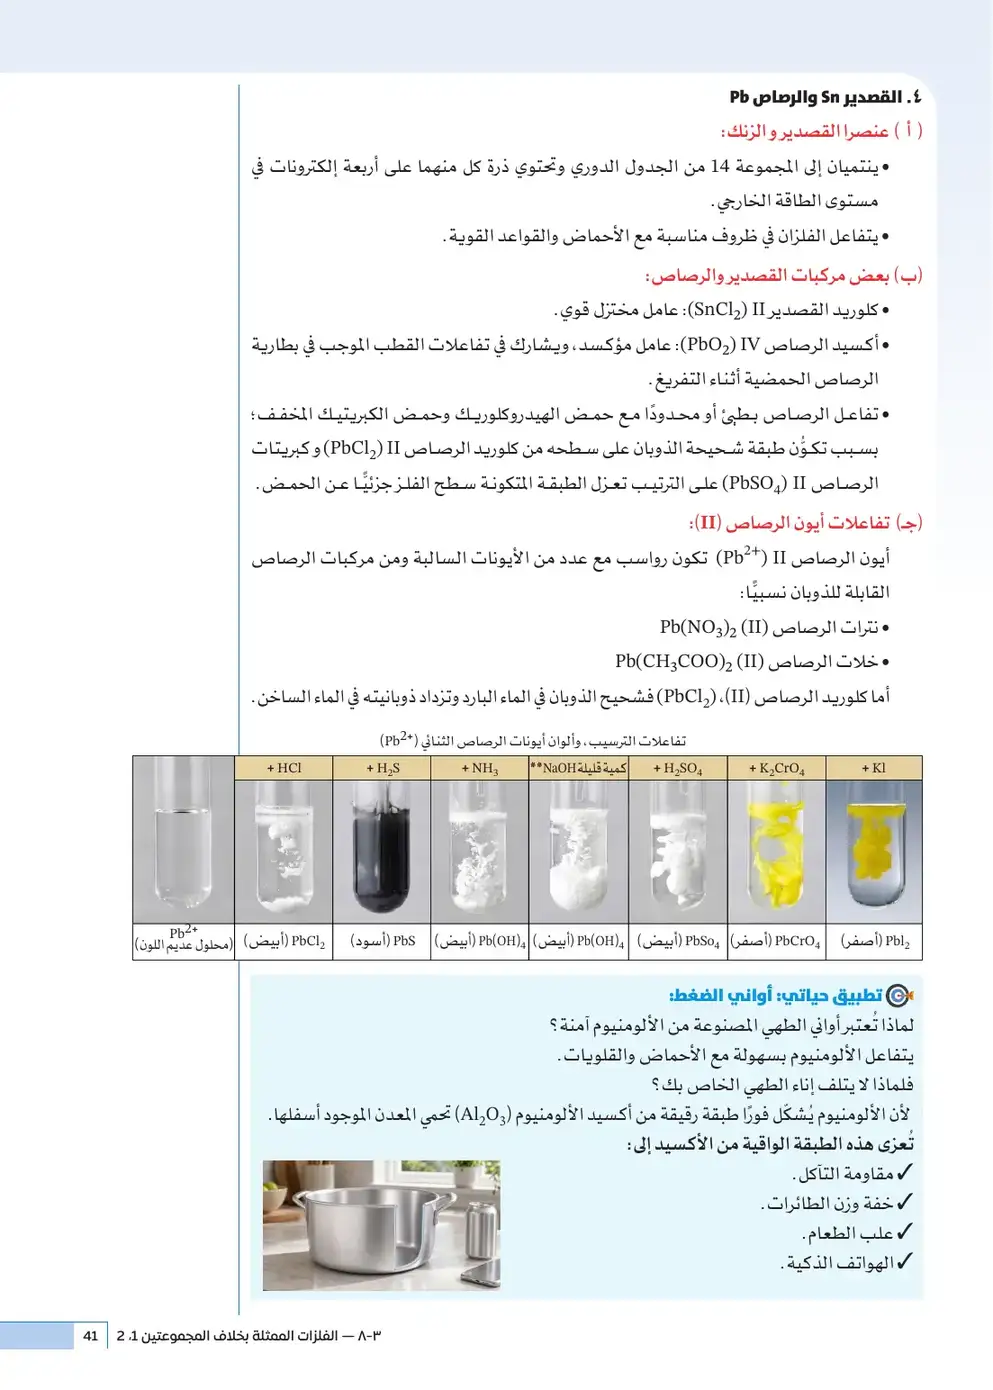 ٤. القصدير Sn والرصاص Pb
( أ ) عنصرا القصدير و الزنك:
• ينتميان إلى المجموعة 14 من الجدول الدوري وتحتوي ذرة كل منهما على أربعة إلكترونات في
مستوى الطاقة الخارجي.
• يتفاعل الفلزان في ظروف مناسبة مع الأحماض والقواعد القوية.
(ب) بعض مركبات القصدير والرصاص:
• كلوريد القصدير II (SnCl₂): عامل مختزل قوي.
• أكسيد الرصاص IV (PbO₂): عامل مؤكسد، ويشارك في تفاعلات القطب الموجب في بطارية
الرصاص الحمضية أثناء التفريغ.
• تفاعل الرصاص بطيئ أو محدودًا مع حمض الهيدروكلوريك وحمض الكبريتيك المخفف؛
بسبب تكوُّن طبقة شحيحة الذوبان على سطحه من كلوريد الرصاص II (PbCl₂) و كبريتات
الرصاص II (PbSO₄) على الترتيب تعزل الطبقة المتكونة سطح الفلز جزئيًّا عن الحمض.
(جـ) تفاعلات أيون الرصاص (II):
أيون الرصاص II (Pb²⁺) تكون رواسب مع عدد من الأيونات السالبة ومن مركبات الرصاص
القابلة للذوبان نسبيًّا:
• نترات الرصاص (II) Pb(NO₃)₂
• خلات الرصاص (II) Pb(CH₃COO)₂
أما كلوريد الرصاص (II)، (PbCl₂) فشحيح الذوبان في الماء البارد وتزداد ذوبانيته في الماء الساخن.
تفاعلات الترسيب، وألوان أيونات الرصاص الثنائي (Pb²⁺)
+ HCl + H₂S + NH₃ كمية قليلة NaOH** + H₂SO₄ + K₂CrO₄ + Kl
Pb²⁺ (محلول عديم اللون) PbCl₂ (أبيض) PbS (أسود) Pb(OH)₄ (أبيض) Pb(OH)₄ (أبيض) PbSo₄ (أبيض) PbCrO₄ (أصفر) Pbl₂ (أصفر)
تطبيق حياتي: أواني الضغط:
لماذا تُعتبر أواني الطهي المصنوعة من الألومنيوم آمنة؟
يتفاعل الألومنيوم بسهولة مع الأحماض والقلويات.
فلماذا لا يتلف إناء الطهي الخاص بك؟
لأن الألومنيوم يُشكّل فورًا طبقة رقيقة من أكسيد الألومنيوم (Al₂O₃) تحمي المعدن الموجود أسفلها.
تُعزى هذه الطبقة الواقية من الأكسيد إلى:
✓ مقاومة التآكل.
✓ خفة وزن الطائرات.
✓ علب الطعام.
✓ الهواتف الذكية.
٣-٨ — الفلزات الممثلة بخلاف المجموعتين 1، 2
41